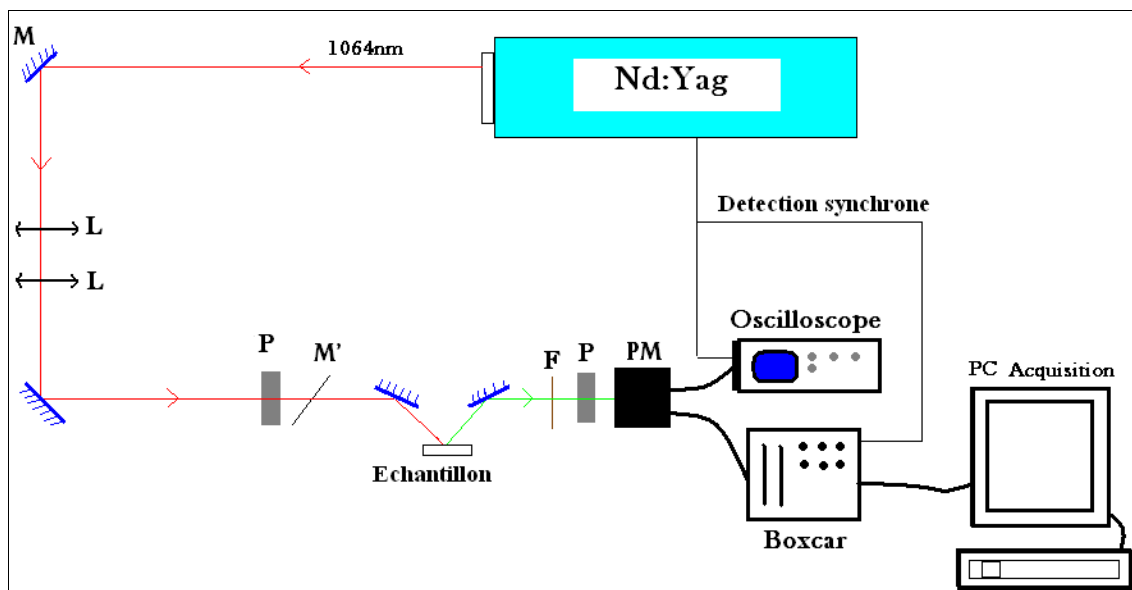 M
1064nm
Nd:Yag
L
Detection synchrone
L
Oscilloscope
P
M'
F
P
PM
PC Acquisition
Echantillon
Boxcar